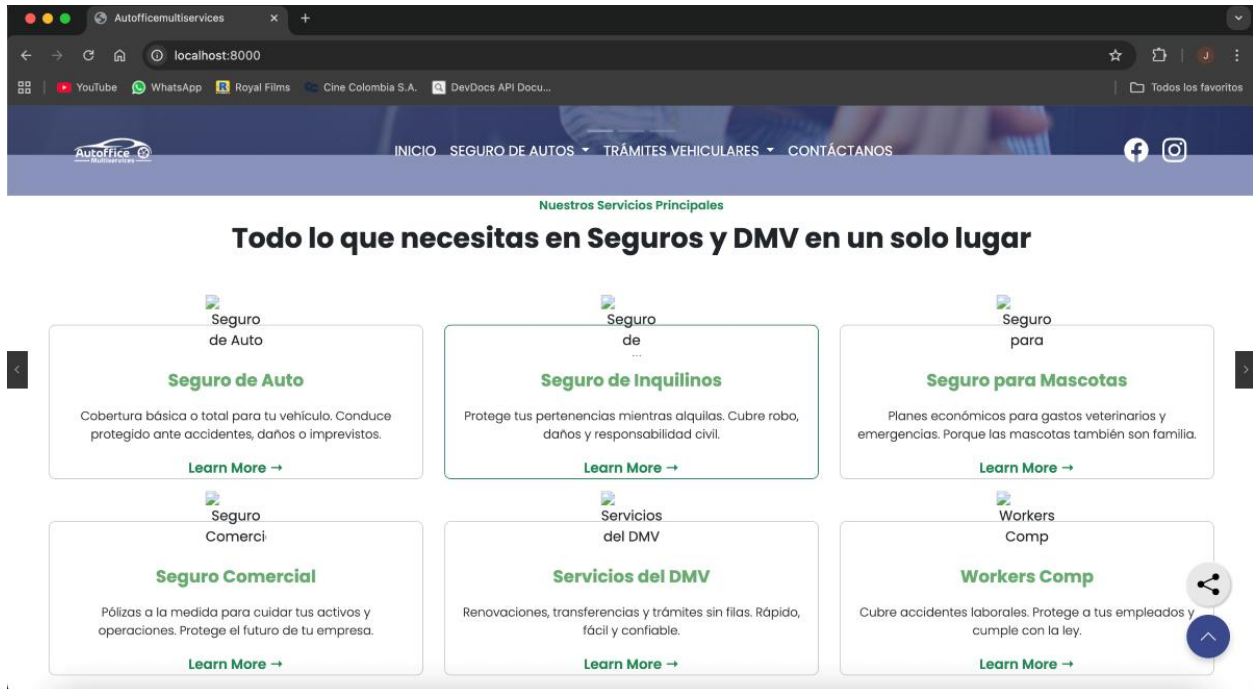 Autofficemultiservices
localhost:8000
YouTube WhatsApp Royal Films Cine Colombia S.A. DevDocs API Docu... Todos los favoritos
Autoffice
Multiservices
INICIO SEGURO DE AUTOS TRÁMITES VEHICULARES CONTÁCTANOS
Nuestros Servicios Principales
Todo lo que necesitas en Seguros y DMV en un solo lugar
Seguro
de Auto
Seguro de Auto
Cobertura básica o total para tu vehículo. Conduce
protegido ante accidentes, daños o imprevistos.
Learn More →
Seguro
de
...
Seguro de Inquilinos
Protege tus pertenencias mientras alquilas. Cubre robo,
daños y responsabilidad civil.
Learn More →
Seguro
para
Seguro para Mascotas
Planes económicos para gastos veterinarios y
emergencias. Porque las mascotas también son familia.
Learn More →
Seguro
Comerci
Seguro Comercial
Pólizas a la medida para cuidar tus activos y
operaciones. Protege el futuro de tu empresa.
Learn More →
Servicios
del DMV
Servicios del DMV
Renovaciones, transferencias y trámites sin filas. Rápido,
fácil y confiable.
Learn More →
Workers
Comp
Workers Comp
Cubre accidentes laborales. Protege a tus empleados y
cumple con la ley.
Learn More →